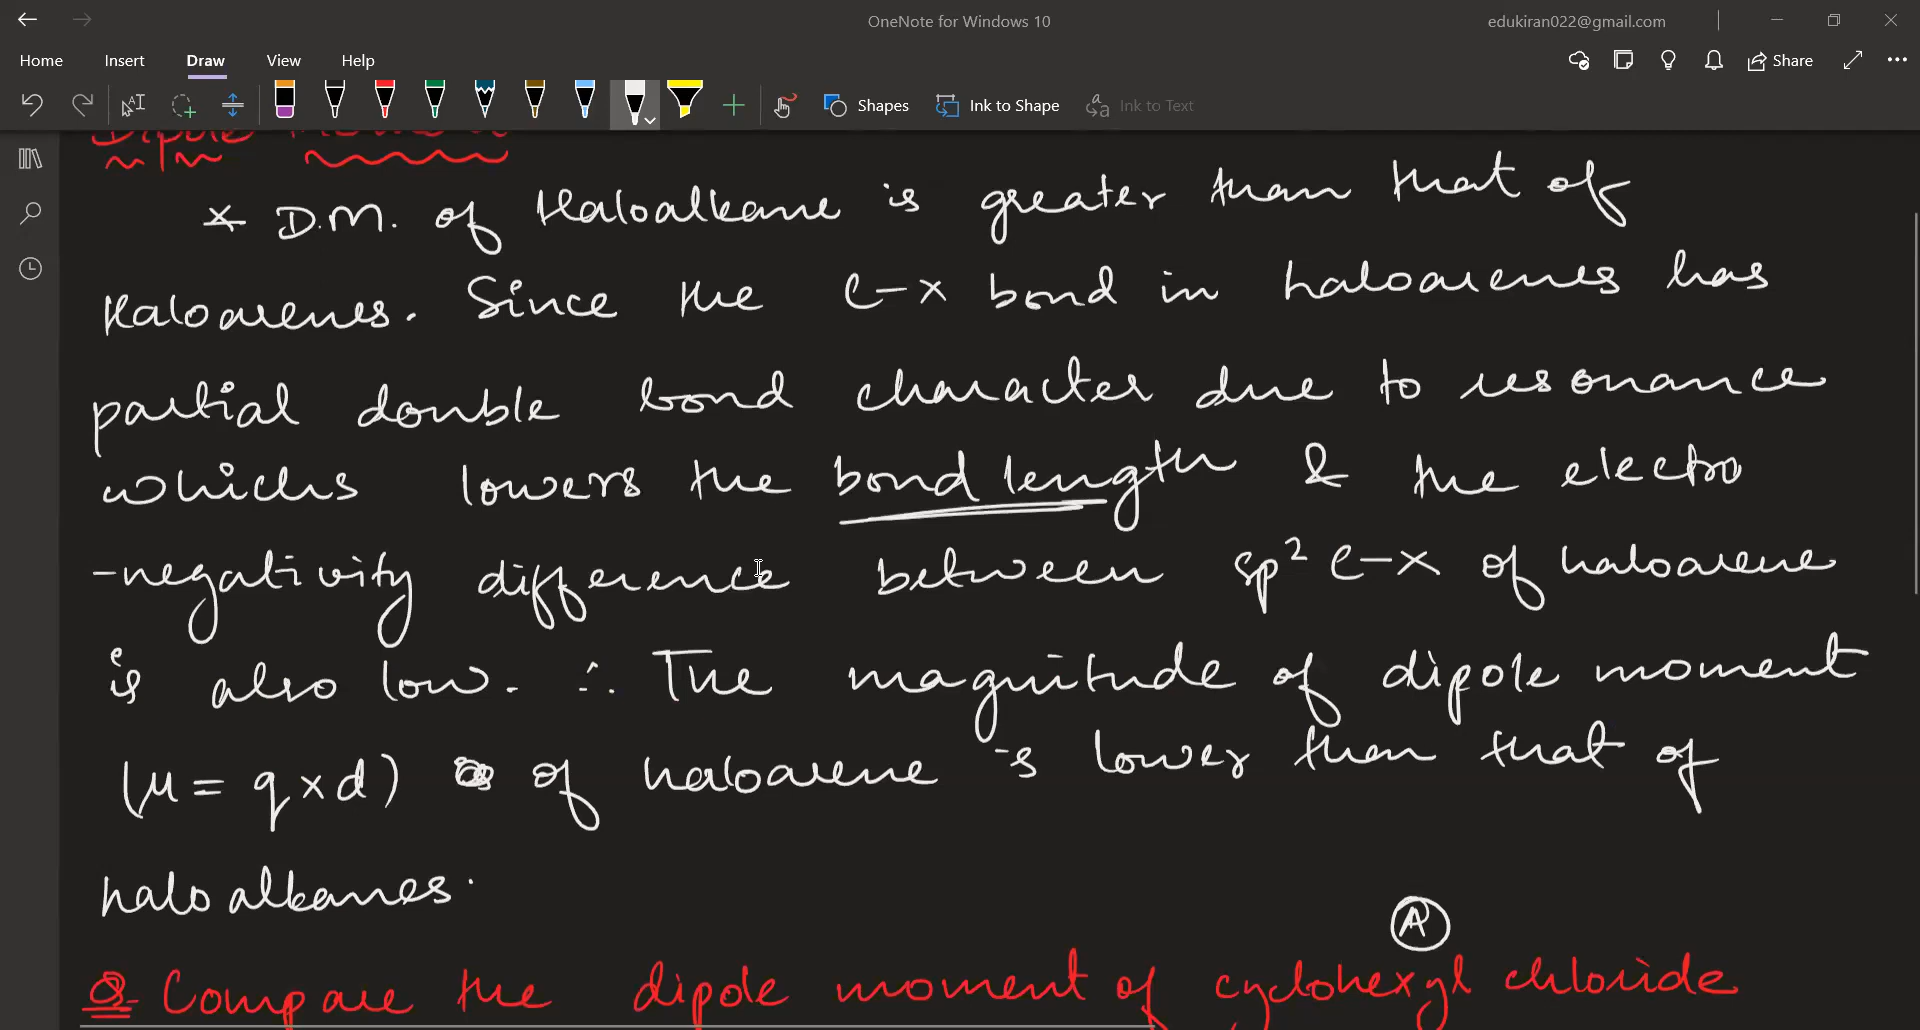 OneNote for Windows 10
edukiran022@gmail.com
Home Insert Draw View Help
Share
Shapes Ink to Shape Ink to Text
Dipole
* D.M. of Haloalkane is greater than that of
Haloarenes. Since the C-X bond in haloarenes has
partial double bond character due to resonance
which lowers the bond length & the electro
-negativity difference between sp² C-X of haloarene
is also low. ∴ The magnitude of dipole moment
(μ = q × d) of haloarene is lower than that of
haloalkanes.
A
Q Compare the dipole moment of cyclohexyl chloride